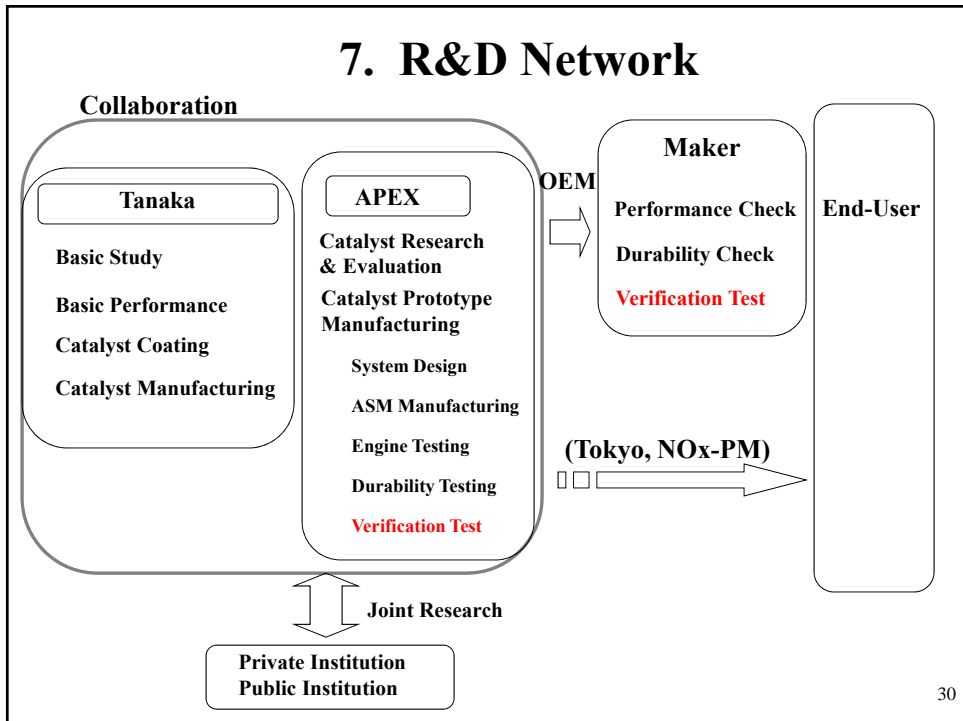 7. R&D Network
Collaboration
Tanaka
Basic Study
Basic Performance
Catalyst Coating
Catalyst Manufacturing
APEX
Catalyst Research
& Evaluation
Catalyst Prototype
Manufacturing
System Design
ASM Manufacturing
Engine Testing
Durability Testing
Verification Test
OEM
Maker
Performance Check
Durability Check
Verification Test
End-User
(Tokyo, NOx-PM)
Joint Research
Private Institution
Public Institution
30